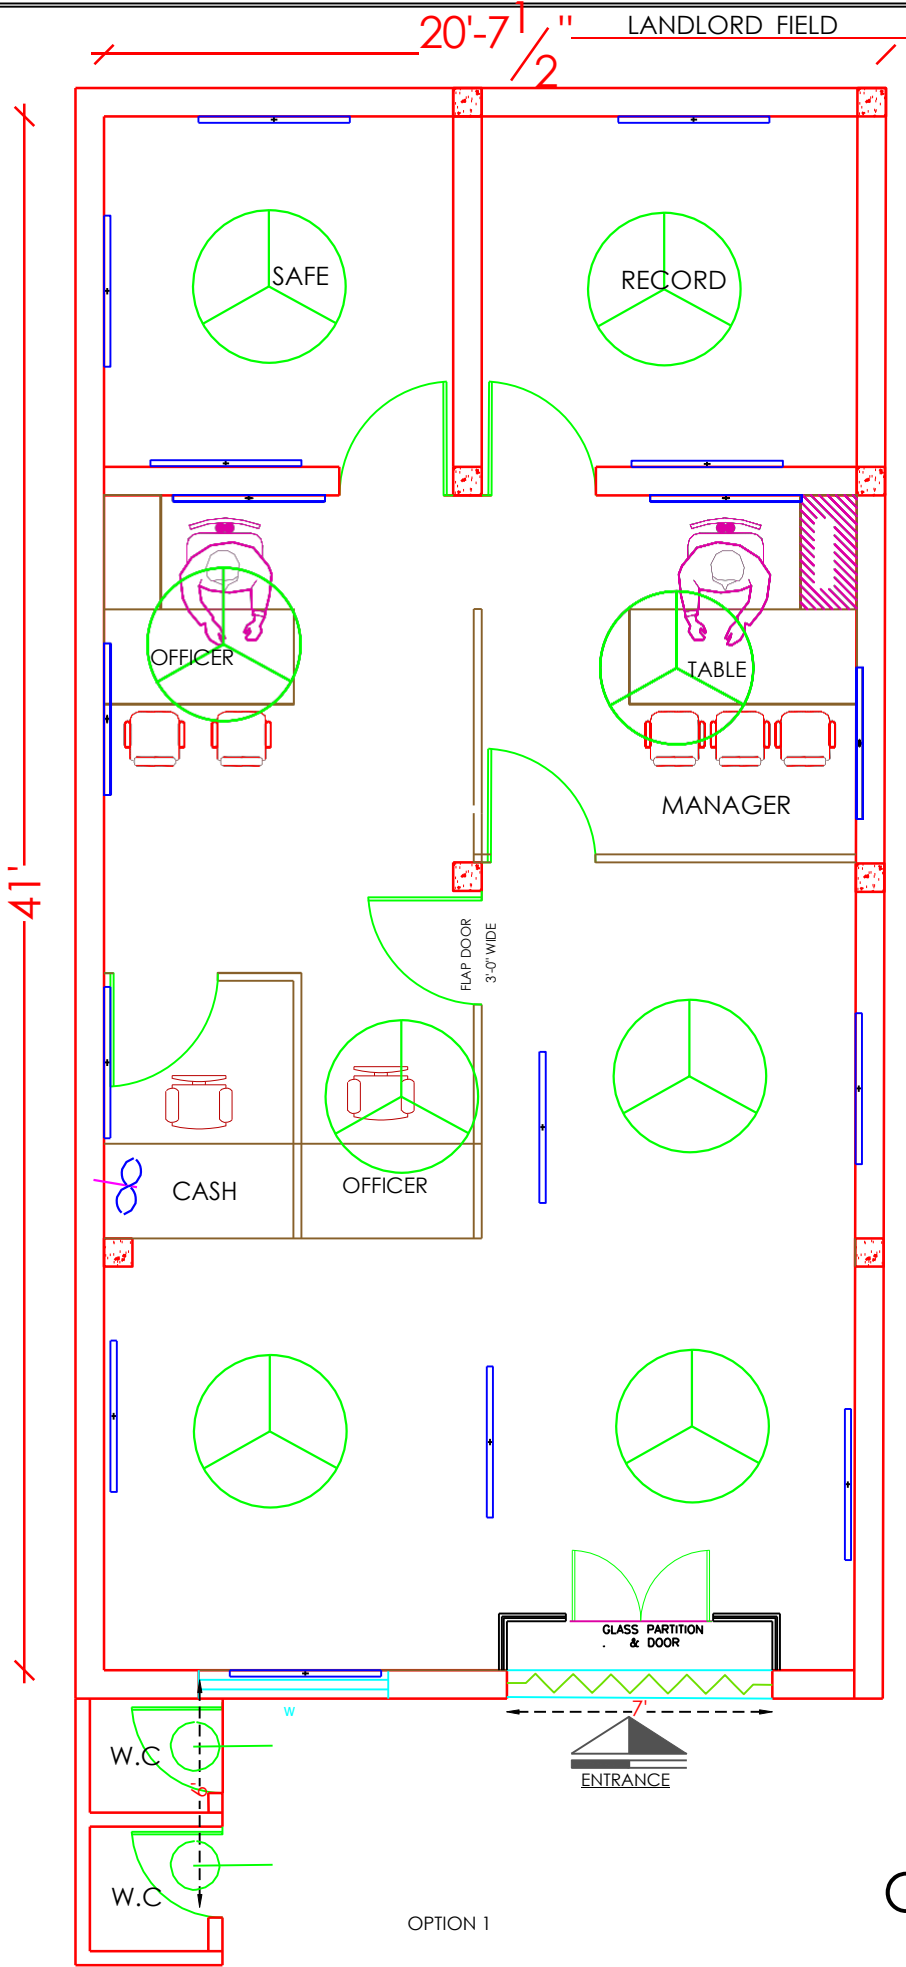 20'-7 1/2"
LANDLORD FIELD
SAFE
RECORD
OFFICER
TABLE
MANAGER
41'
FLAP DOOR
3'-0" WIDE
CASH
OFFICER
GLASS PARTITION
. & DOOR
W
7'
W.C
ENTRANCE
6'
W.C
OPTION 1